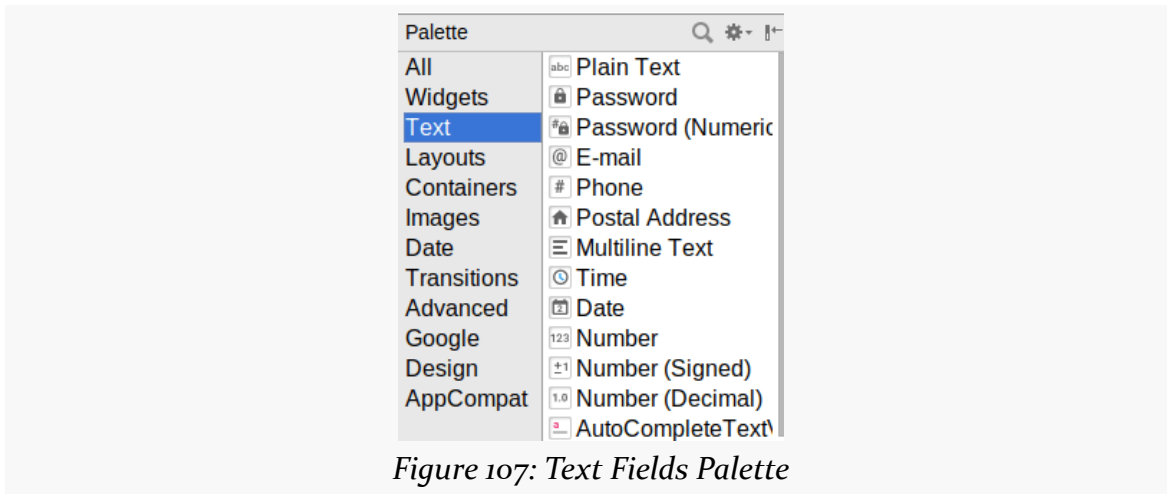 Palette
All
Widgets
Text
Layouts
Containers
Images
Date
Transitions
Advanced
Google
Design
AppCompat
abc Plain Text
Password
# Password (Numeric
@ E-mail
# Phone
Postal Address
Multiline Text
Time
2 Date
123 Number
±1 Number (Signed)
1.0 Number (Decimal)
a AutoCompleteTextV
Figure 107: Text Fields Palette